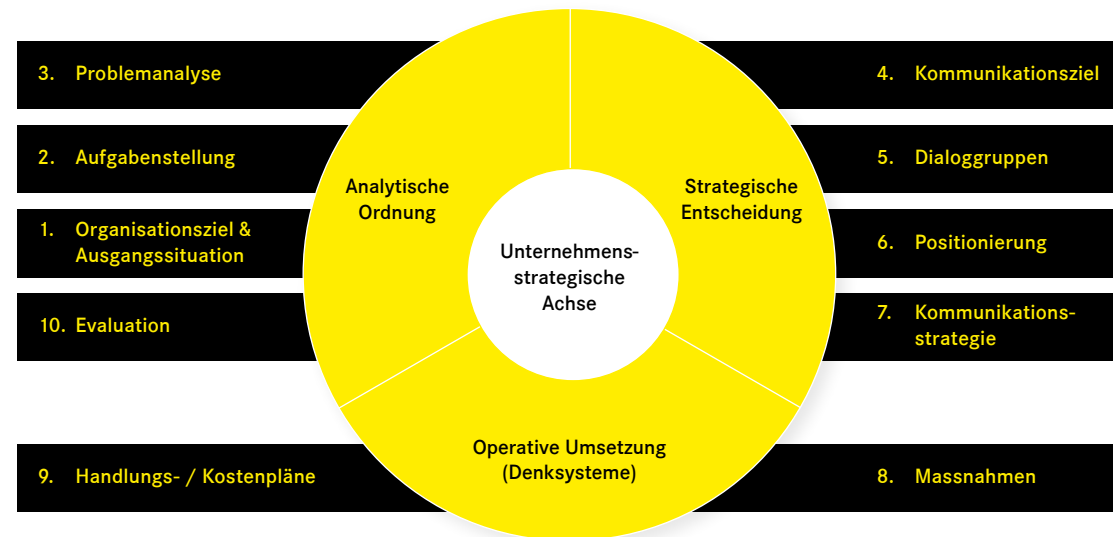 3. Problemanalyse
2. Aufgabenstellung
1. Organisationsziel &
Ausgangssituation
10. Evaluation
9. Handlungs- / Kostenpläne
Analytische
Ordnung
Unternehmens-
strategische
Achse
Strategische
Entscheidung
Operative Umsetzung
(Denksysteme)
4. Kommunikationsziel
5. Dialoggruppen
6. Positionierung
7. Kommunikations-
strategie
8. Massnahmen